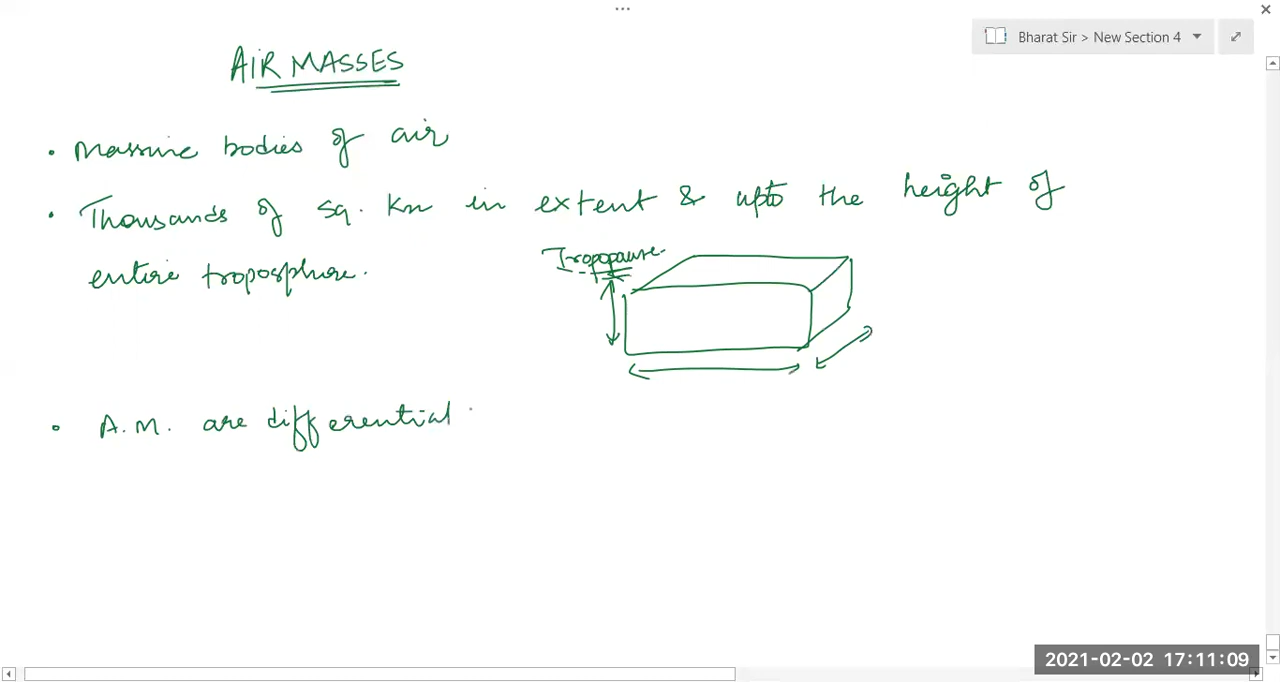 ...
Bharat Sir > New Section 4
AIR MASSES
• Massive bodies of air
• Thousands of sq. km in extent & upto the height of
entire troposphere.
Tropopause
• A.M. are differential
2021-02-02 17:11:09